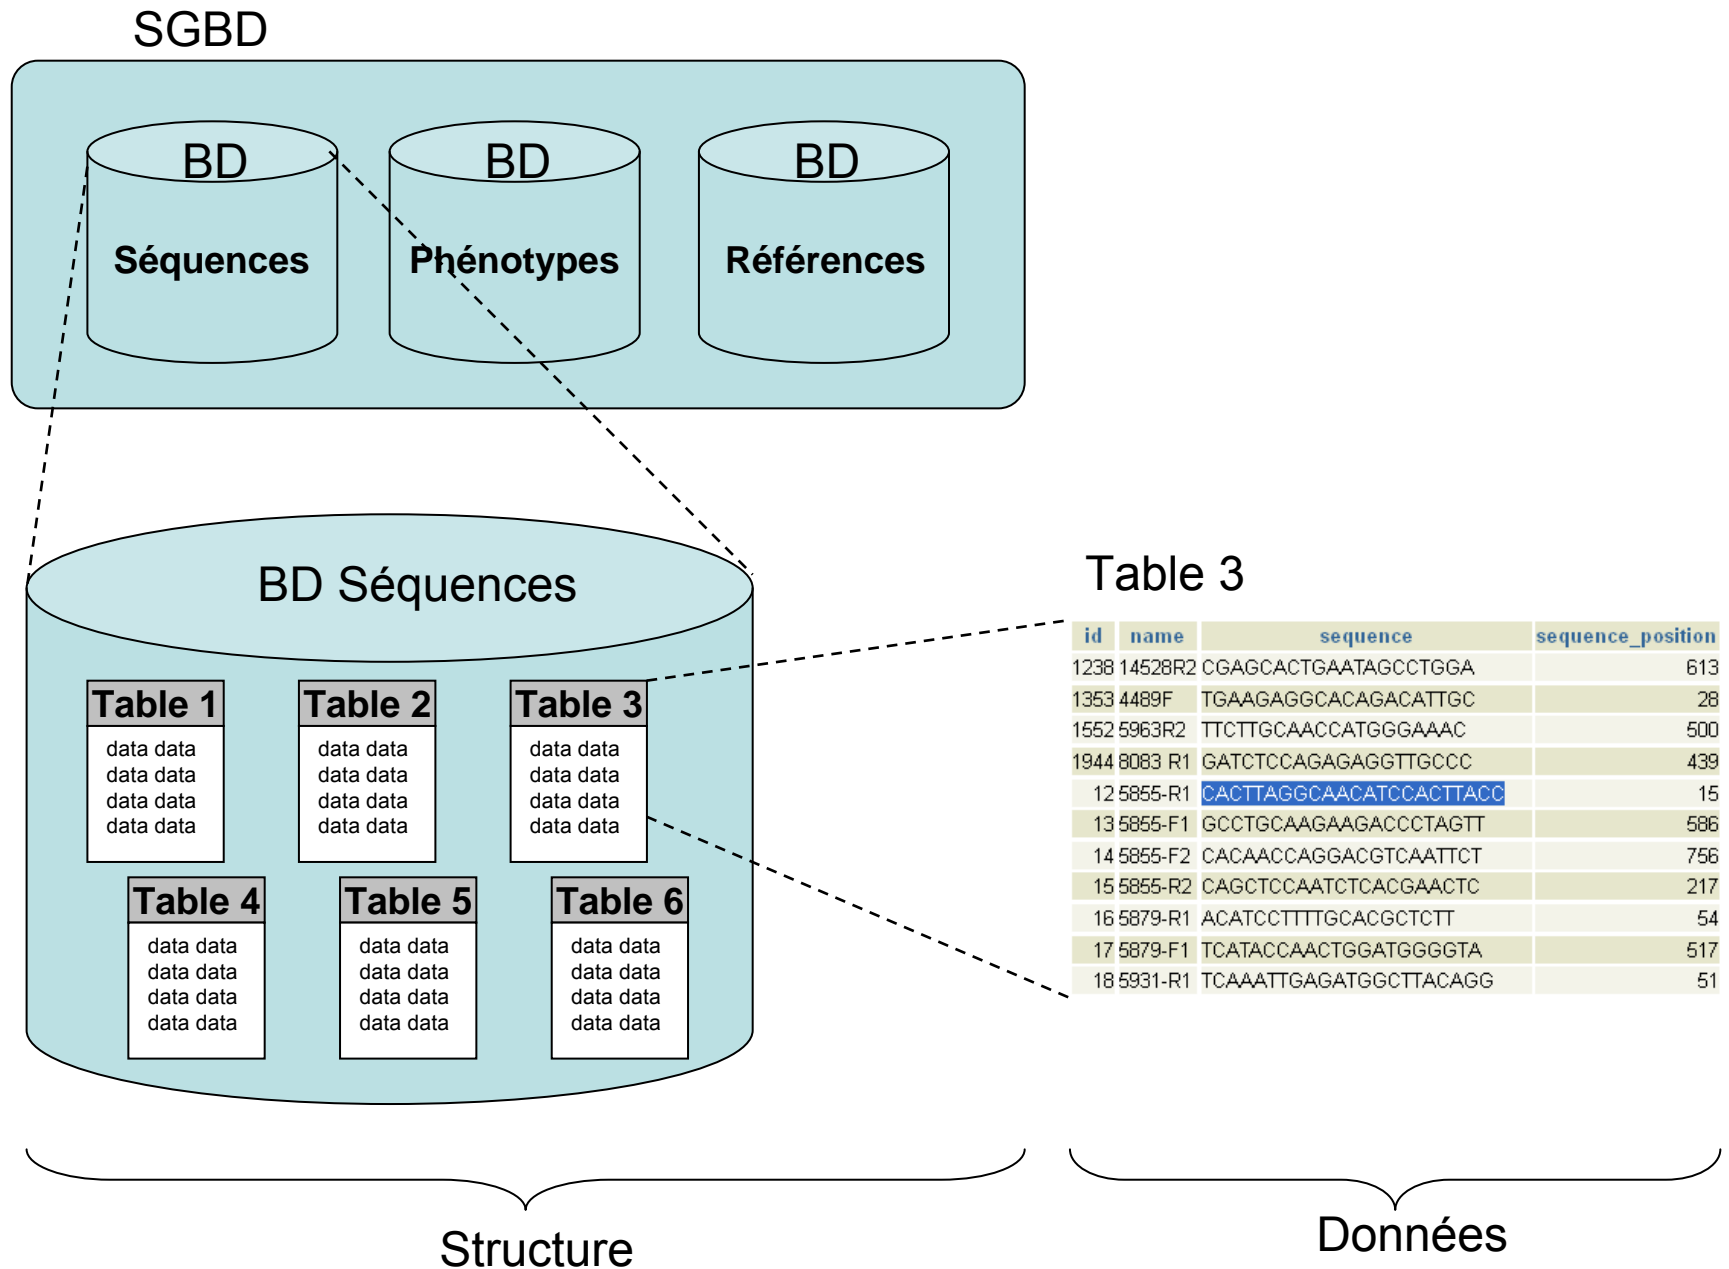 SGBD
BD
BD
BD
Séquences
Phénotypes
Références
BD Séquences
Table 1
data data
data data
data data
data data
Table 2
data data
data data
data data
data data
Table 3
data data
data data
data data
data data
Table 4
data data
data data
data data
data data
Table 5
data data
data data
data data
data data
Table 6
data data
data data
data data
data data
Table 3
id name sequence sequence_position
1238 14528R2 CGAGCACTGAATAGCCTGGA 613
1353 4489F TGAAGAGGCACAGACATTGC 28
1552 5963R2 TTCTTGCAACCATGGGAAAC 500
1944 8083 R1 GATCTCCAGAGAGGTTGCCC 439
12 5855-R1 CACTTAGGCAACATCCACTTACC 15
13 5855-F1 GCCTGCAAGAAGACCCTAGTT 586
14 5855-F2 CACAACCAGGACGTCAATTCT 756
15 5855-R2 CAGCTCCAATCTCACGAACTC 217
16 5879-R1 ACATCCTTTTGCACGCTCTT 54
17 5879-F1 TCATACCAACTGGATGGGGTA 517
18 5931-R1 TCAAATTGAGATGGCTTACAGG 51
Structure
Données